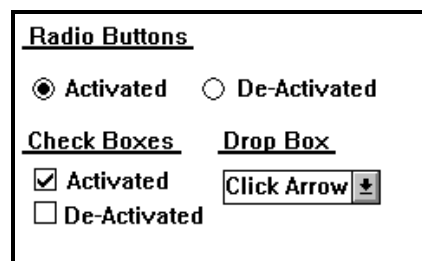 Radio Buttons
Activated De-Activated
Check Boxes Drop Box
Activated Click Arrow
De-Activated